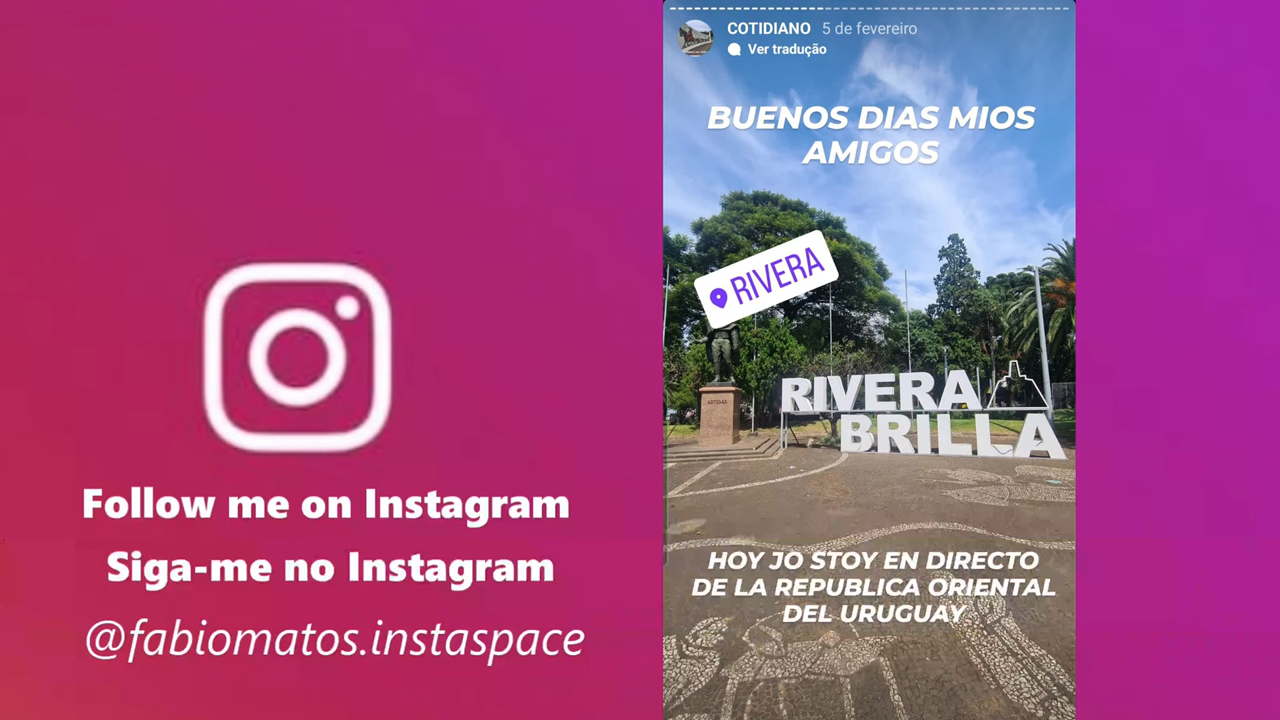 Follow me on Instagram
Siga-me no Instagram
@fabiomatos.instaspace
COTIDIANO 5 de fevereiro
Ver tradução
BUENOS DIAS MIOS
AMIGOS
RIVERA
ARTIGAS
RIVERA
BRILLA
HOY JO STOY EN DIRECTO
DE LA REPUBLICA ORIENTAL
DEL URUGUAY